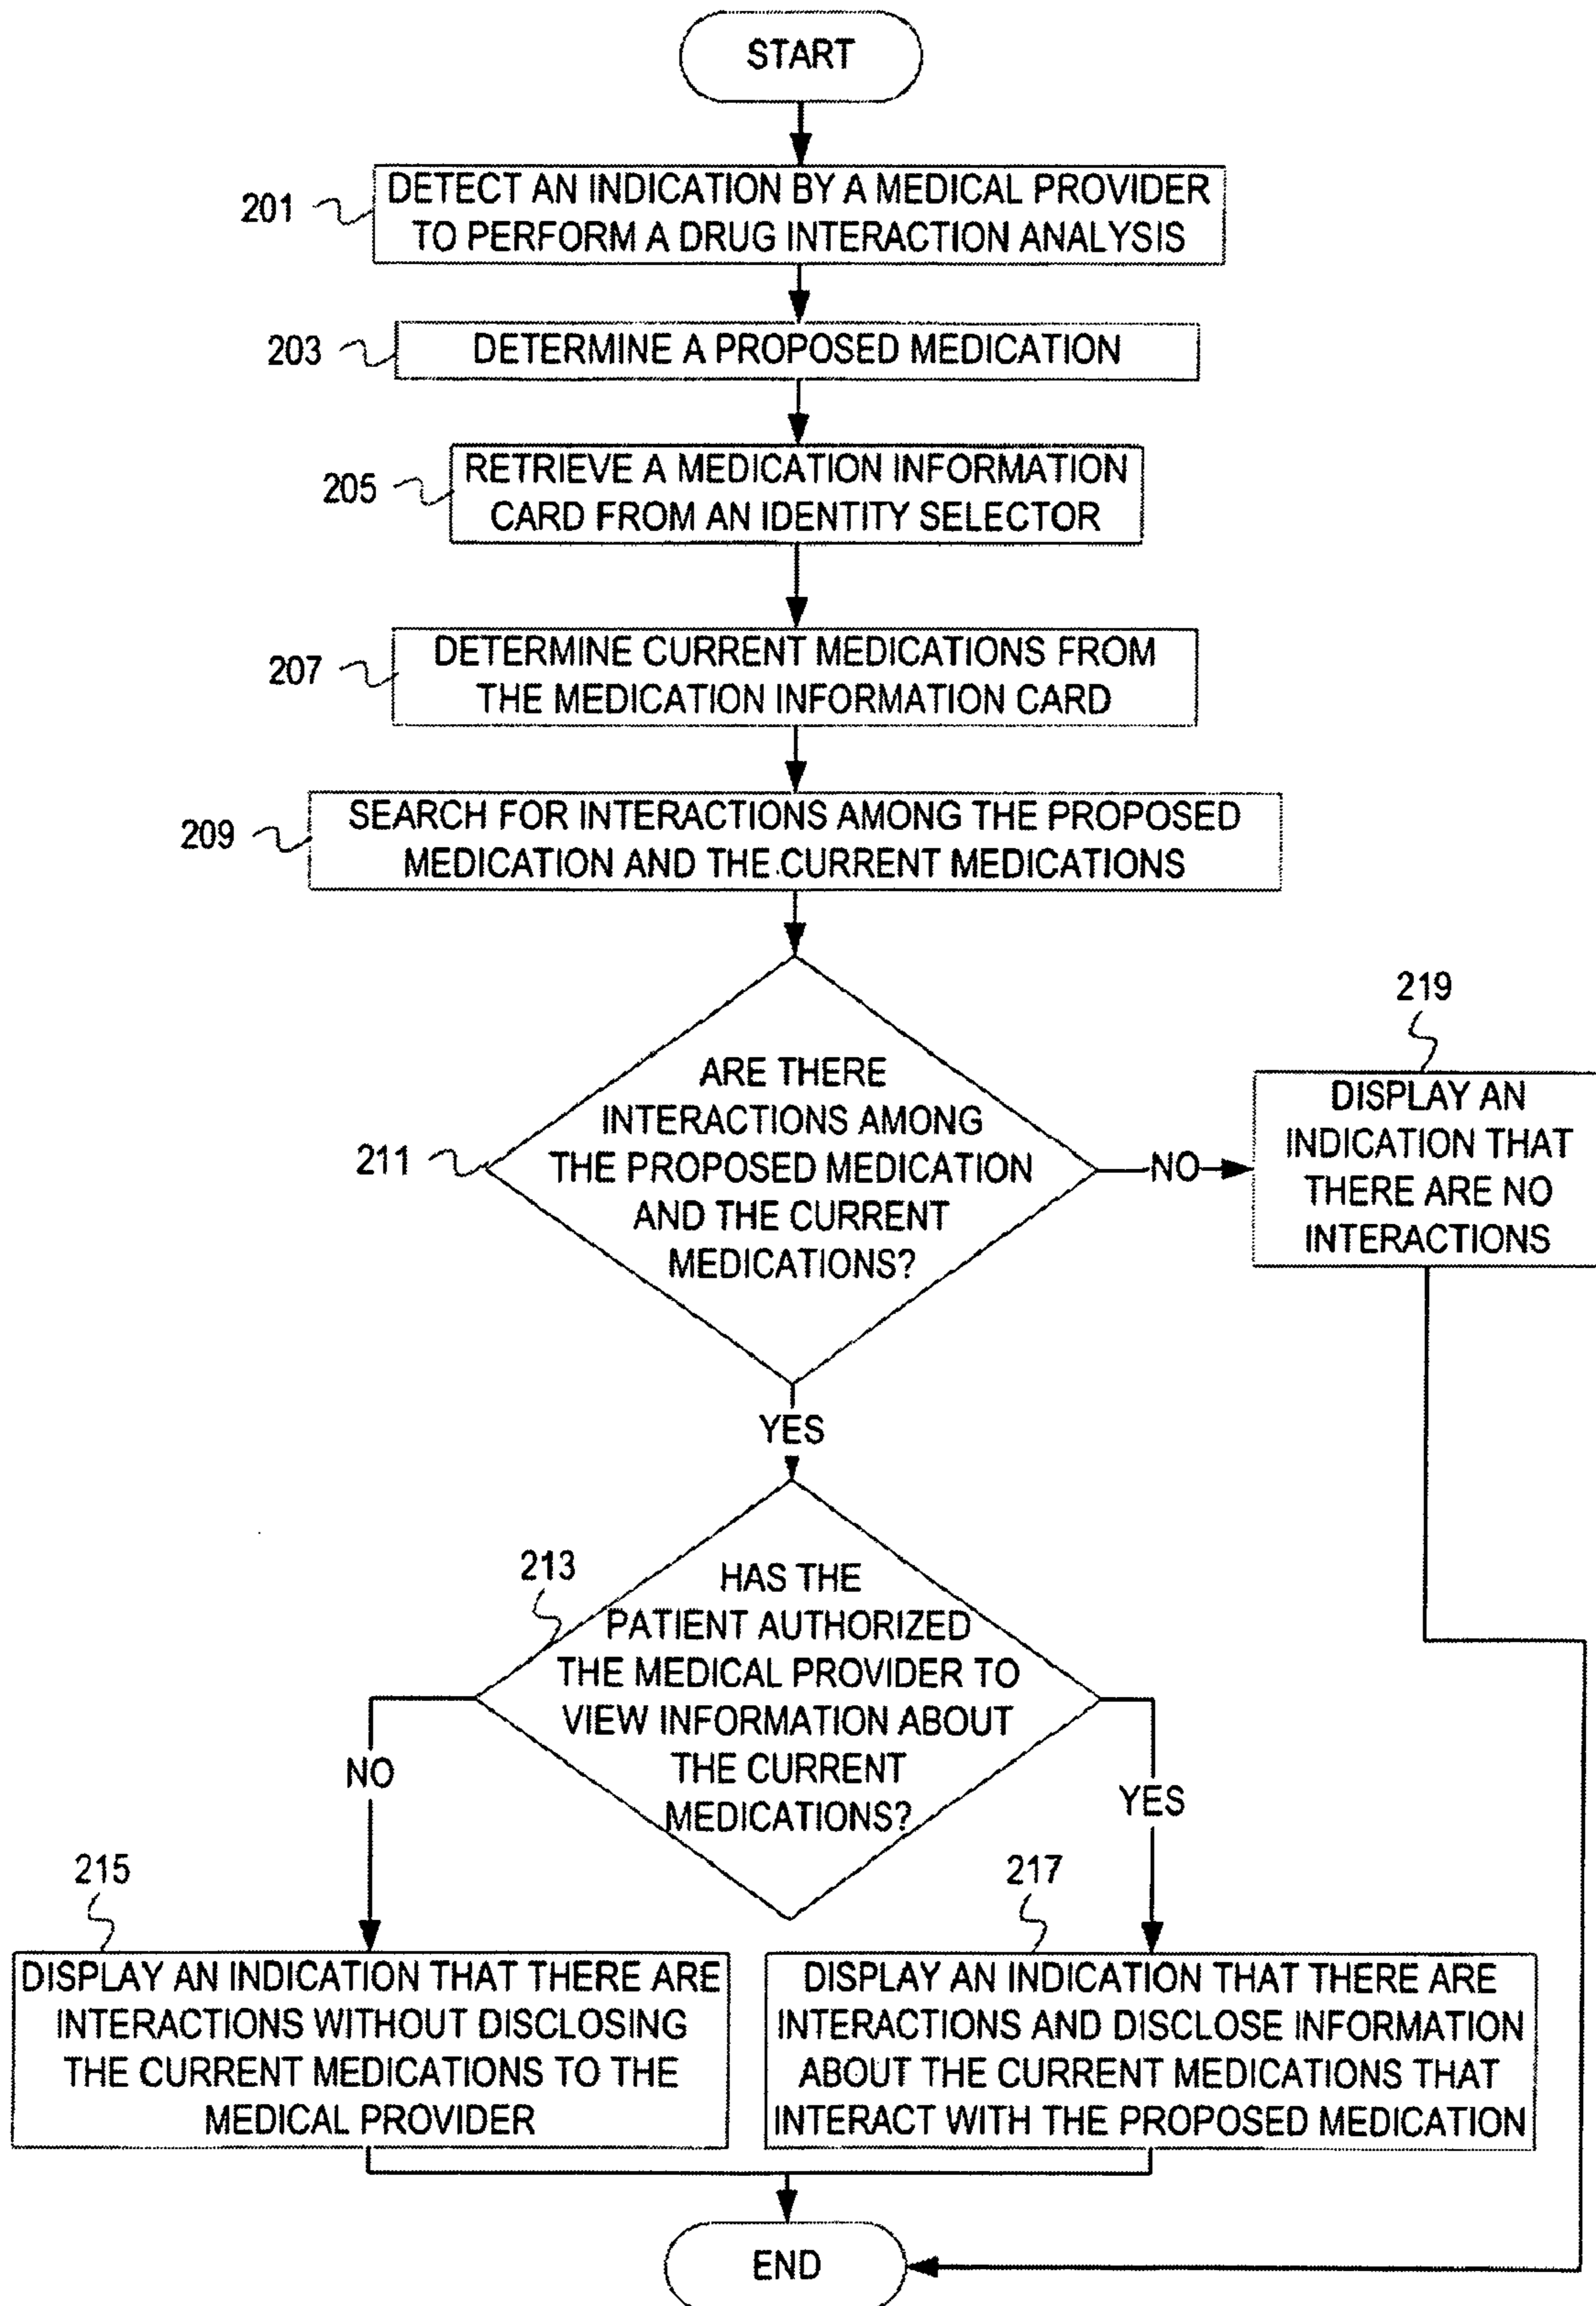 START
201
DETECT AN INDICATION BY A MEDICAL PROVIDER
TO PERFORM A DRUG INTERACTION ANALYSIS
203
DETERMINE A PROPOSED MEDICATION
205
RETRIEVE A MEDICATION INFORMATION
CARD FROM AN IDENTITY SELECTOR
207
DETERMINE CURRENT MEDICATIONS FROM
THE MEDICATION INFORMATION CARD
209
SEARCH FOR INTERACTIONS AMONG THE PROPOSED
MEDICATION AND THE CURRENT MEDICATIONS
211
ARE THERE
INTERACTIONS AMONG
THE PROPOSED MEDICATION
AND THE CURRENT
MEDICATIONS?
NO
219
DISPLAY AN
INDICATION THAT
THERE ARE NO
INTERACTIONS
YES
213
HAS THE
PATIENT AUTHORIZED
THE MEDICAL PROVIDER TO
VIEW INFORMATION ABOUT
THE CURRENT
MEDICATIONS?
NO
YES
215
DISPLAY AN INDICATION THAT THERE ARE
INTERACTIONS WITHOUT DISCLOSING
THE CURRENT MEDICATIONS TO THE
MEDICAL PROVIDER
217
DISPLAY AN INDICATION THAT THERE ARE
INTERACTIONS AND DISCLOSE INFORMATION
ABOUT THE CURRENT MEDICATIONS THAT
INTERACT WITH THE PROPOSED MEDICATION
END